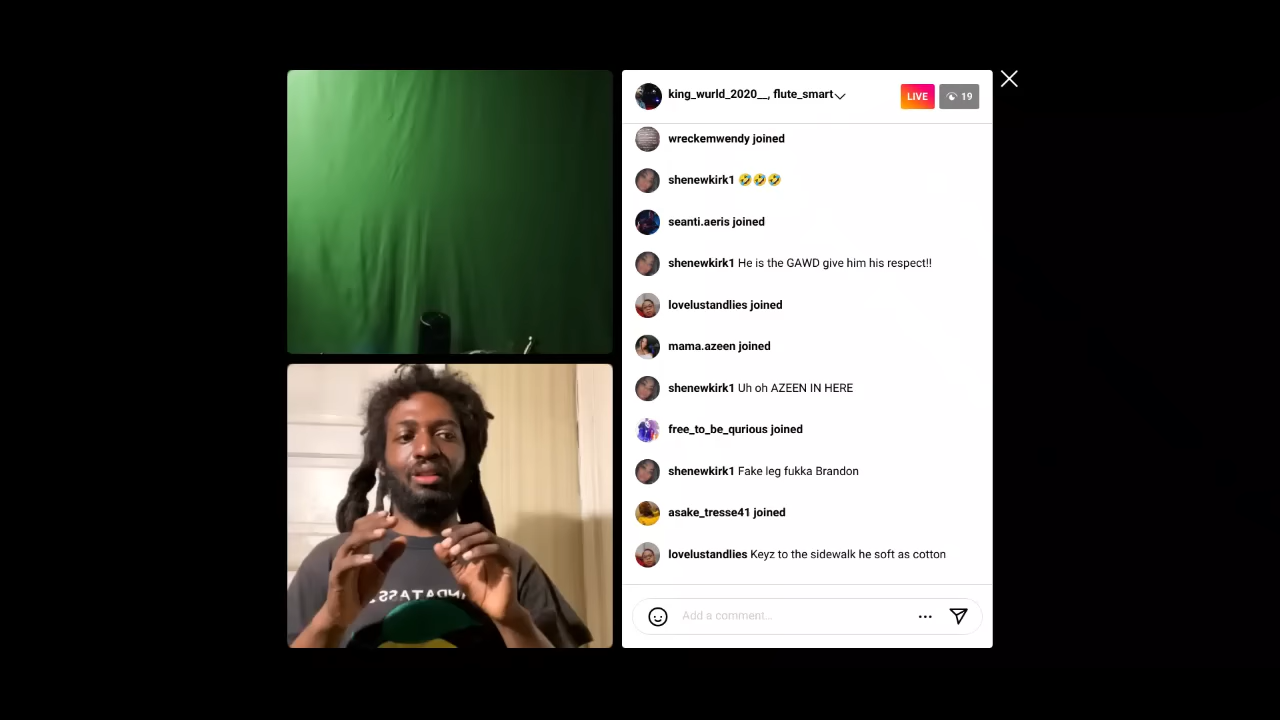 king_wurld_2020__, flute_smart
LIVE
19
wreckemwendy joined
shenewkirk1 🤣🤣🤣
seanti.aeris joined
shenewkirk1 He is the GAWD give him his respect!!
lovelustandlies joined
mama.azeen joined
shenewkirk1 Uh oh AZEEN IN HERE
free_to_be_qurious joined
shenewkirk1 Fake leg fukka Brandon
asake_tresse41 joined
lovelustandlies Keyz to the sidewalk he soft as cotton
Add a comment...